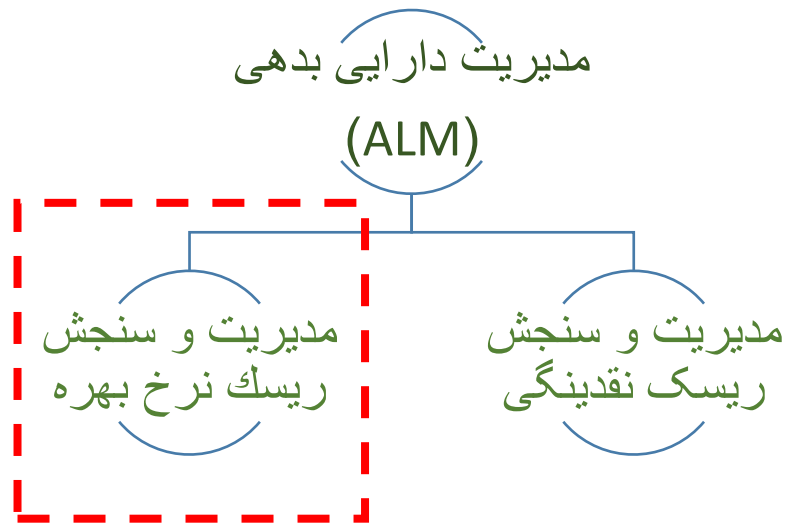 مدیریت دارایی بدهی
(ALM)
مدیریت و سنجش
ریسک نقدینگی
مدیریت و سنجش
ریسك نرخ بهره